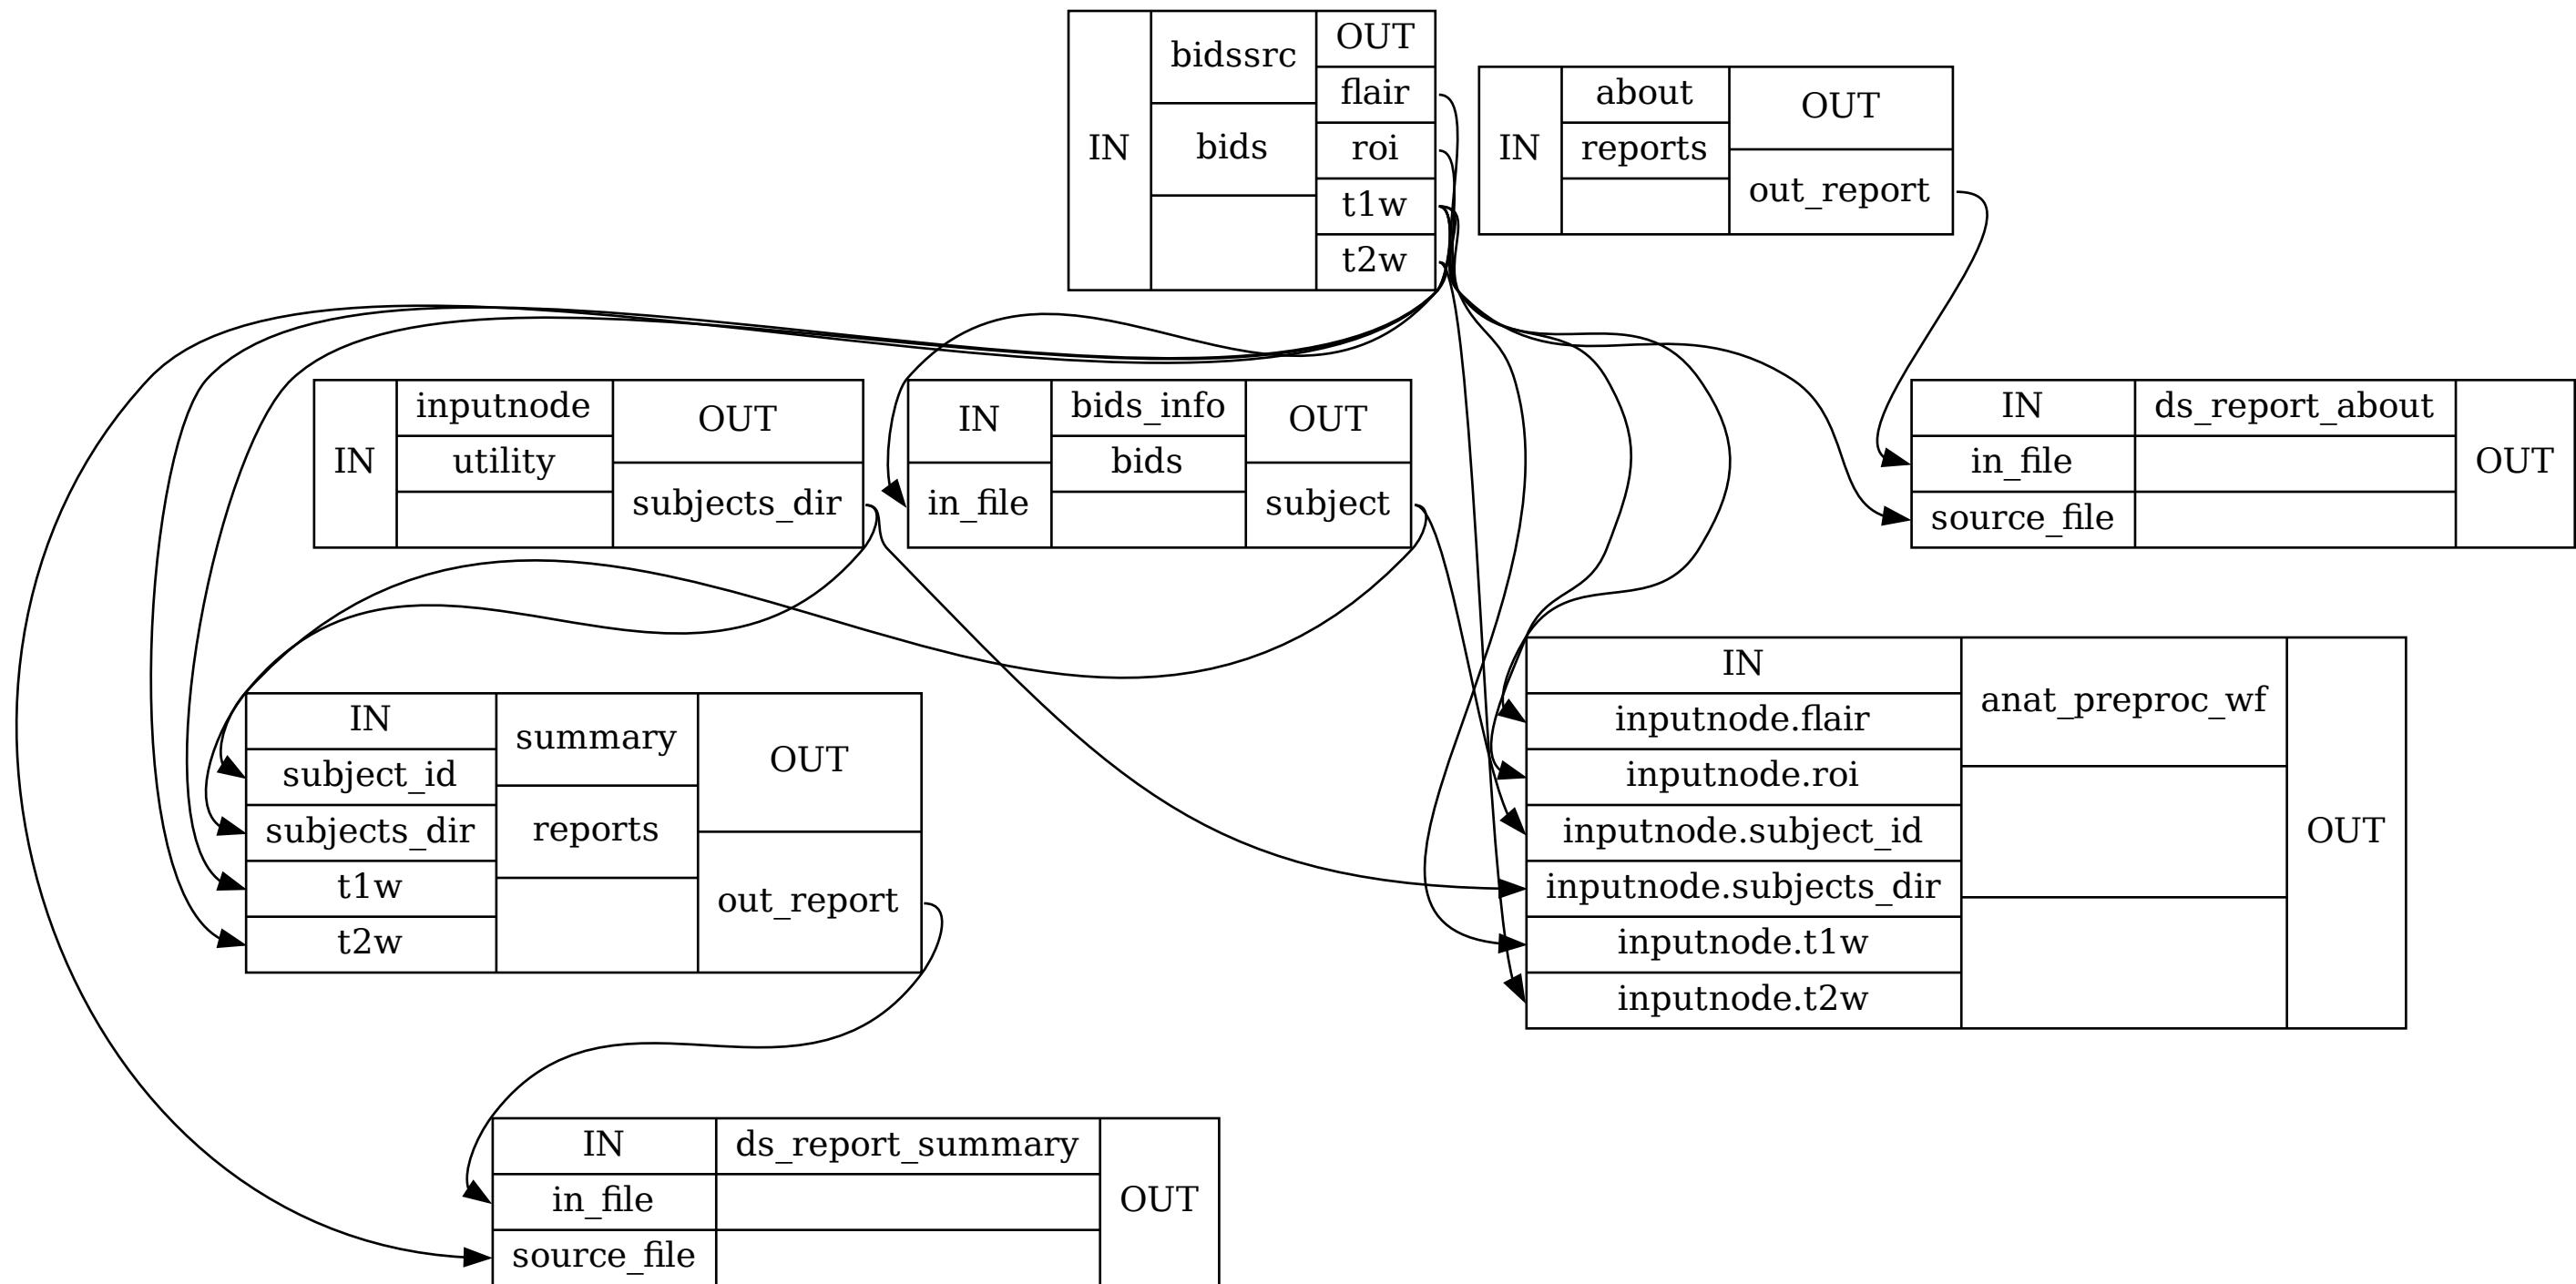 IN
bidssrc
bids
OUT
flair
roi
t1w
t2w
IN
about
reports
OUT
out_report
IN
inputnode
utility
OUT
subjects_dir
IN
in_file
bids_info
bids
OUT
subject
IN
in_file
source_file
ds_report_about
OUT
IN
subject_id
subjects_dir
t1w
t2w
summary
reports
OUT
out_report
IN
inputnode.flair
inputnode.roi
inputnode.subject_id
inputnode.subjects_dir
inputnode.t1w
inputnode.t2w
anat_preproc_wf
OUT
IN
in_file
source_file
ds_report_summary
OUT